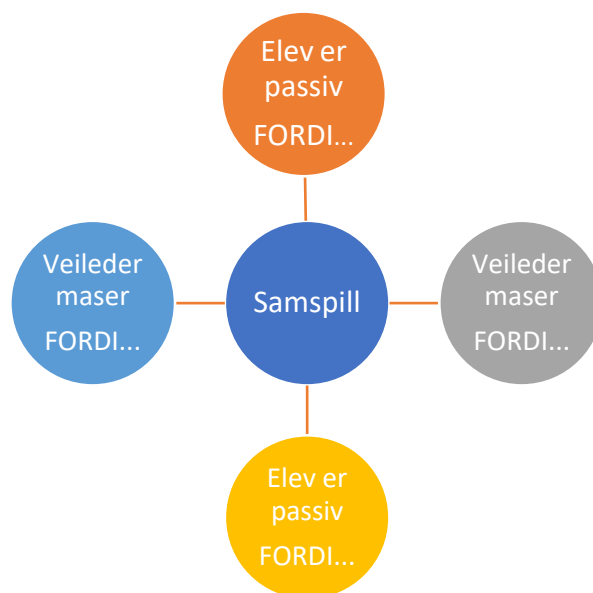 Elev er
passiv
FORDI...
Veileder
maser
FORDI...
Samspill
Veileder
maser
FORDI...
Elev er
passiv
FORDI...